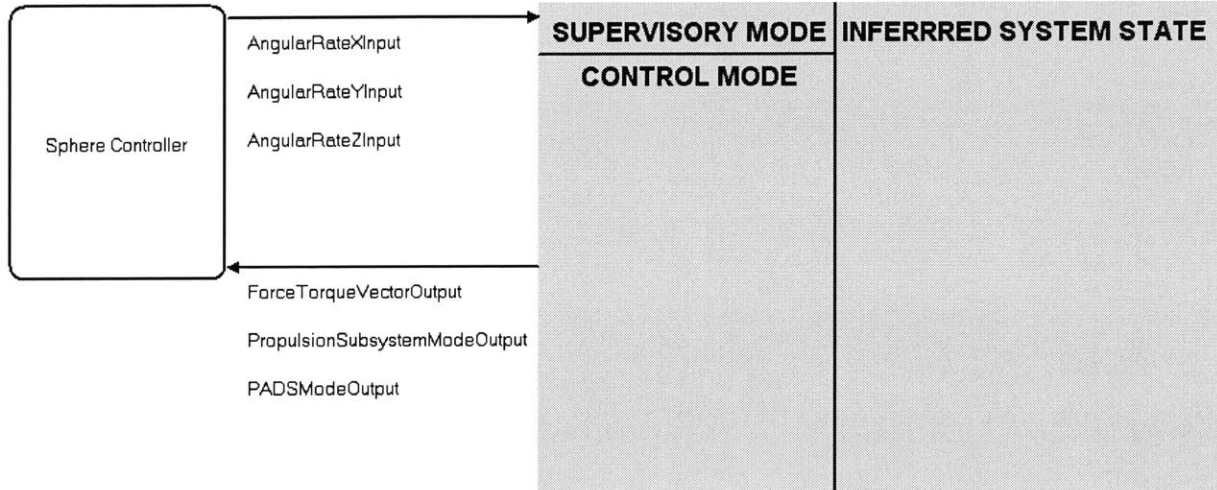 Sphere Controller
AngularRateXInput
AngularRateYInput
AngularRateZInput
ForceTorqueVectorOutput
PropulsionSubsystemModeOutput
PADSModeOutput
SUPERVISORY MODE
CONTROL MODE
INFERRRED SYSTEM STATE